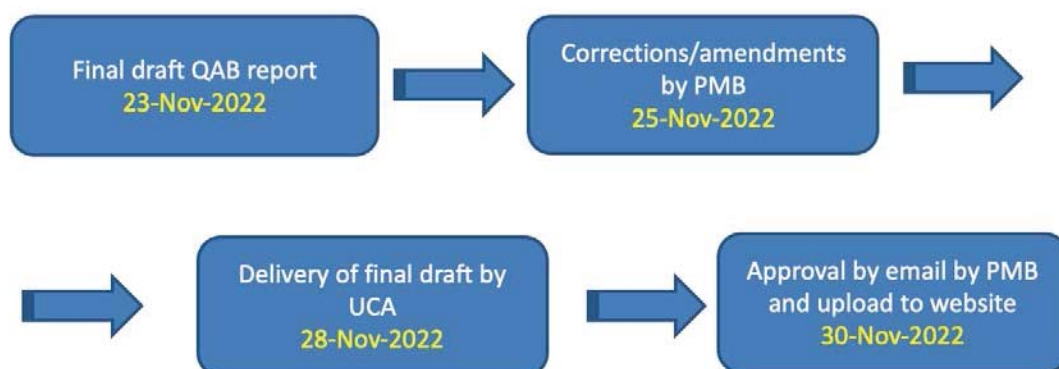 Final draft QAB report
23-Nov-2022
Corrections/amendments
by PMB
25-Nov-2022
Delivery of final draft by
UCA
28-Nov-2022
Approval by email by PMB
and upload to website
30-Nov-2022